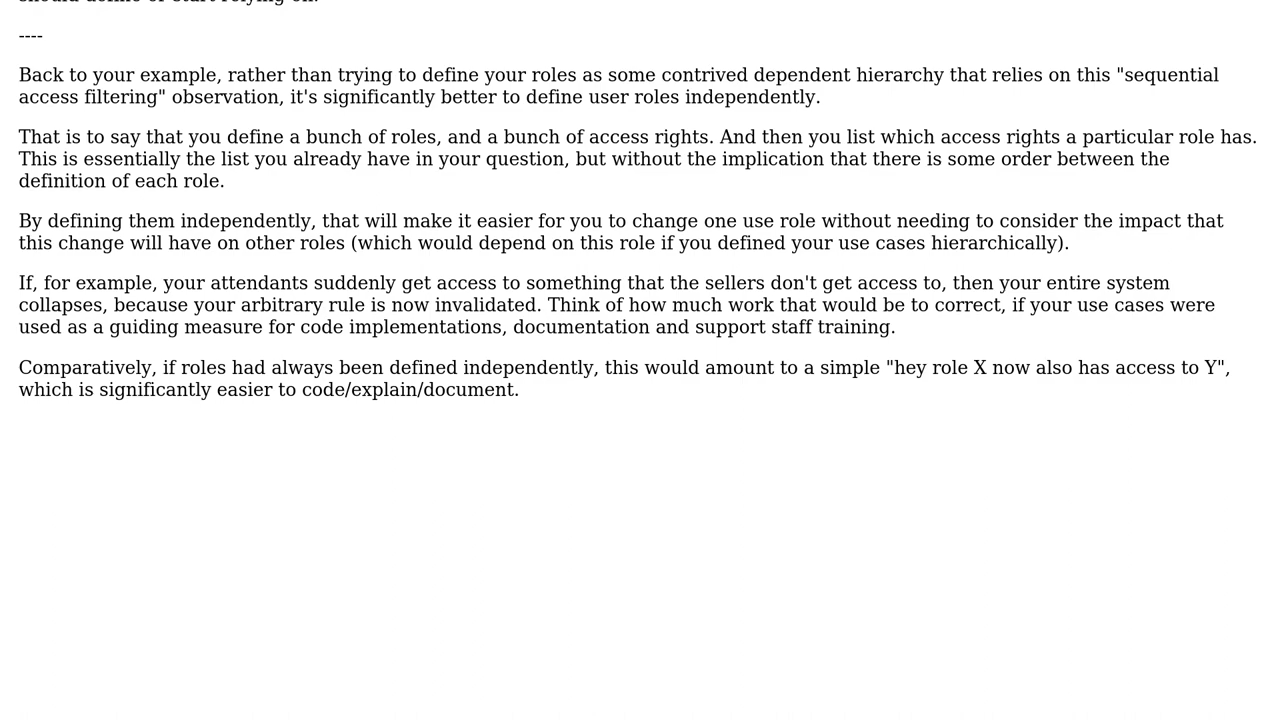 should define or start relying on.
----
Back to your example, rather than trying to define your roles as some contrived dependent hierarchy that relies on this "sequential
access filtering" observation, it's significantly better to define user roles independently.
That is to say that you define a bunch of roles, and a bunch of access rights. And then you list which access rights a particular role has.
This is essentially the list you already have in your question, but without the implication that there is some order between the
definition of each role.
By defining them independently, that will make it easier for you to change one use role without needing to consider the impact that
this change will have on other roles (which would depend on this role if you defined your use cases hierarchically).
If, for example, your attendants suddenly get access to something that the sellers don't get access to, then your entire system
collapses, because your arbitrary rule is now invalidated. Think of how much work that would be to correct, if your use cases were
used as a guiding measure for code implementations, documentation and support staff training.
Comparatively, if roles had always been defined independently, this would amount to a simple "hey role X now also has access to Y",
which is significantly easier to code/explain/document.